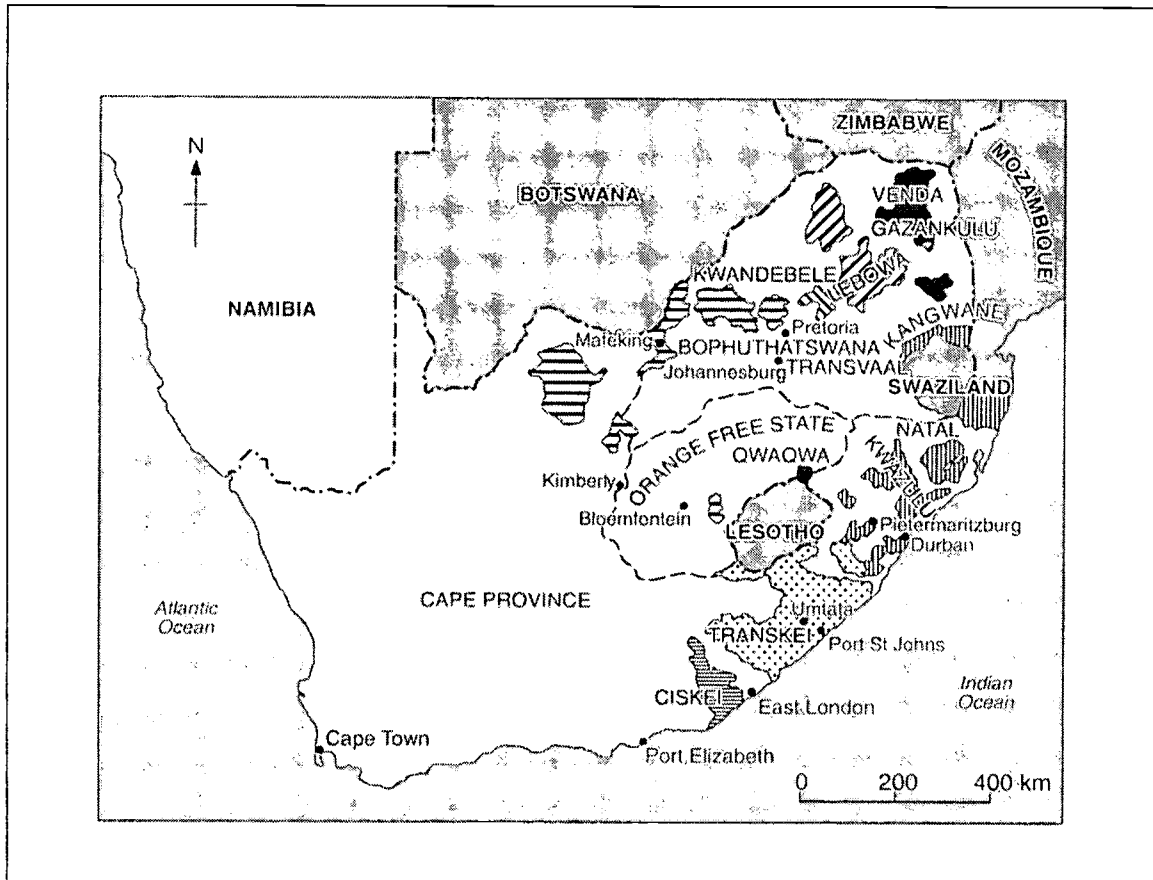 ZIMBABWE
N
MOZAMBIQUE
BOTSWANA
VENDA
GAZANKULU
KWANDEBELE
LEBOWA
NAMIBIA
KANGWANE
Pretoria
Mafeking
BOPHUTHATSWANA
Johannesburg
TRANSVAAL
SWAZILAND
NATAL
ORANGE FREE STATE
QWAQWA
KWAZULU
Kimberly
Bloemfontein
Pietermaritzburg
LESOTHO
Durban
CAPE PROVINCE
Atlantic
Ocean
Umtata
TRANSKEI
Port St Johns
Indian
Ocean
CISKEI
East London
Cape Town
Port Elizabeth
0 200 400 km